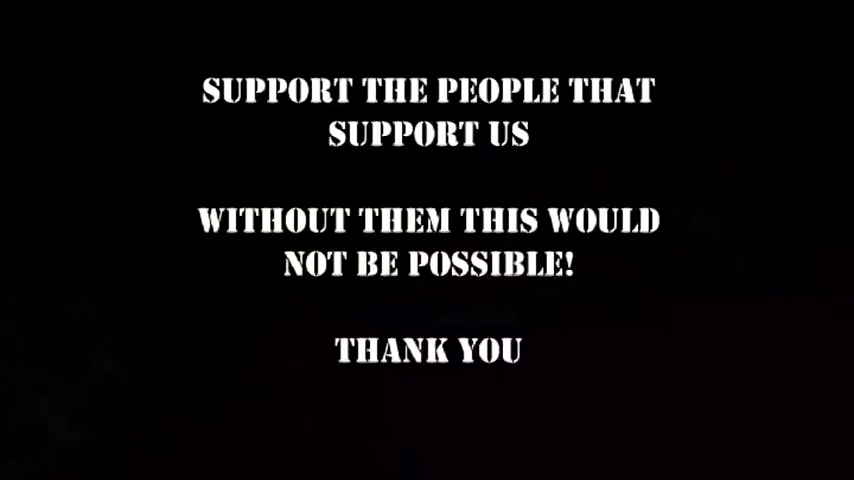 SUPPORT THE PEOPLE THAT
SUPPORT US
WITHOUT THEM THIS WOULD
NOT BE POSSIBLE!
THANK YOU